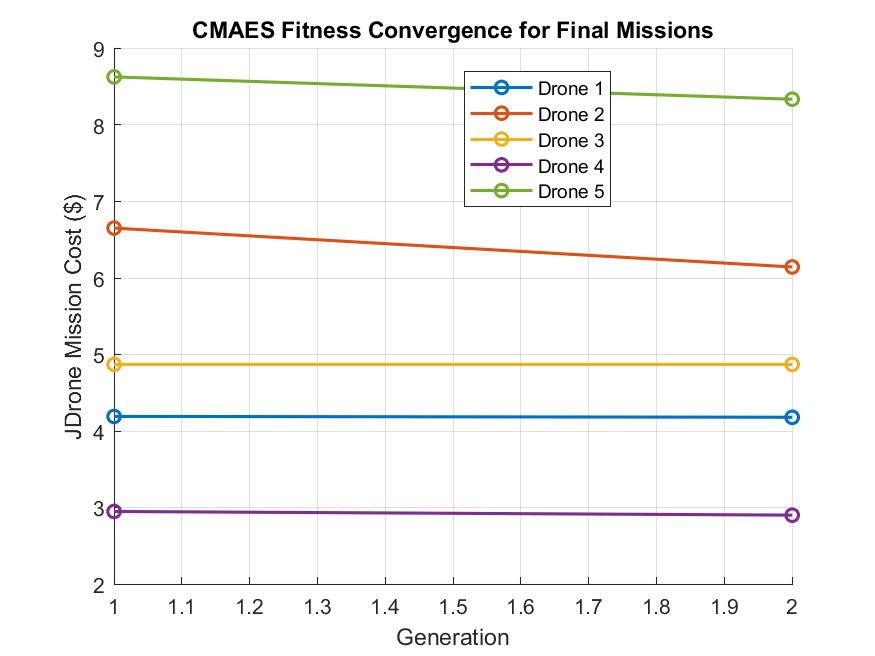 CMAES Fitness Convergence for Final Missions
JDrone Mission Cost ($)
9
8
7
6
5
4
3
2
Drone 1
Drone 2
Drone 3
Drone 4
Drone 5
1 1.1 1.2 1.3 1.4 1.5 1.6 1.7 1.8 1.9 2
Generation